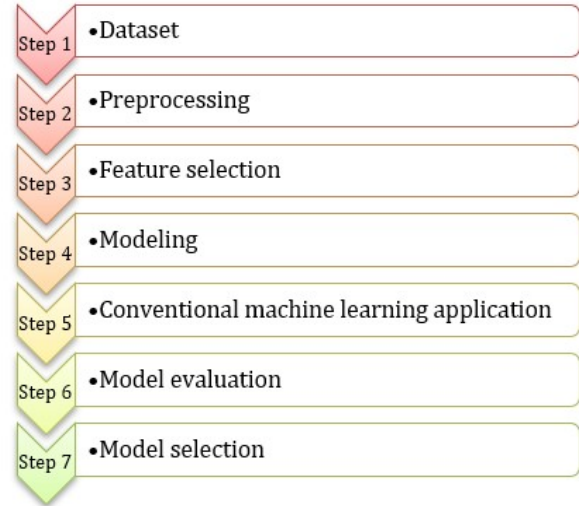 Step 1
•Dataset
Step 2
•Preprocessing
Step 3
•Feature selection
Step 4
•Modeling
Step 5
•Conventional machine learning application
Step 6
•Model evaluation
Step 7
•Model selection